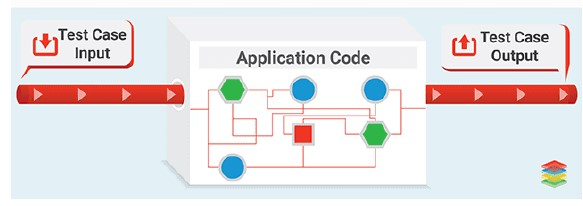 Test Case
Input
Application Code
Test Case
Output